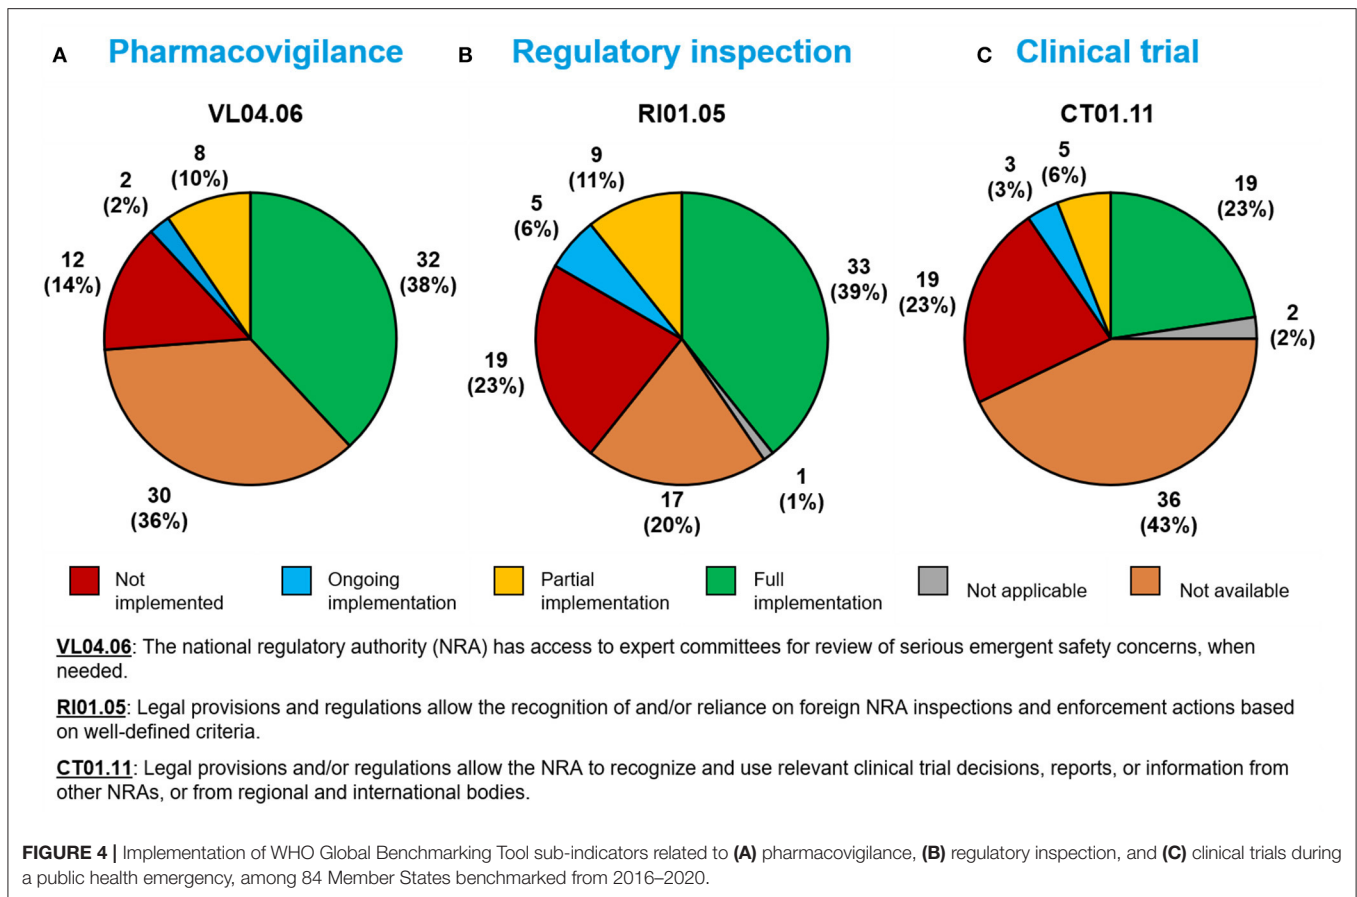 A Pharmacovigilance
B Regulatory inspection
C Clinical trial
VL04.06
RI01.05
CT01.11
8
(10%)
2
(2%)
12
(14%)
32
(38%)
30
(36%)
9
(11%)
5
(6%)
33
(39%)
19
(23%)
17
(20%)
1
(1%)
5
(6%)
3
(3%)
19
(23%)
19
(23%)
2
(2%)
36
(43%)
Not
implemented
Ongoing
implementation
Partial
implementation
Full
implementation
Not applicable
Not available
VL04.06: The national regulatory authority (NRA) has access to expert committees for review of serious emergent safety concerns, when
needed.
RI01.05: Legal provisions and regulations allow the recognition of and/or reliance on foreign NRA inspections and enforcement actions based
on well-defined criteria.
CT01.11: Legal provisions and/or regulations allow the NRA to recognize and use relevant clinical trial decisions, reports, or information from
other NRAs, or from regional and international bodies.
FIGURE 4 | Implementation of WHO Global Benchmarking Tool sub-indicators related to (A) pharmacovigilance, (B) regulatory inspection, and (C) clinical trials during
a public health emergency, among 84 Member States benchmarked from 2016–2020.